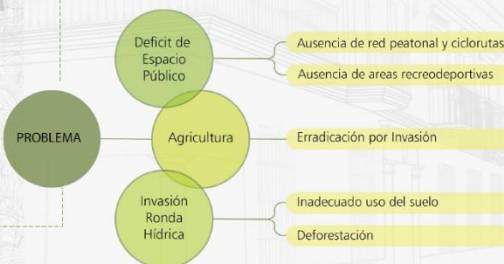 PROBLEMA
Deficit de
Espacio
Público
Ausencia de red peatonal y ciclorutas
Ausencia de areas recreodeportivas
Agricultura
Erradicación por Invasión
Invasión
Ronda
Hídrica
Inadecuado uso del suelo
Deforestación